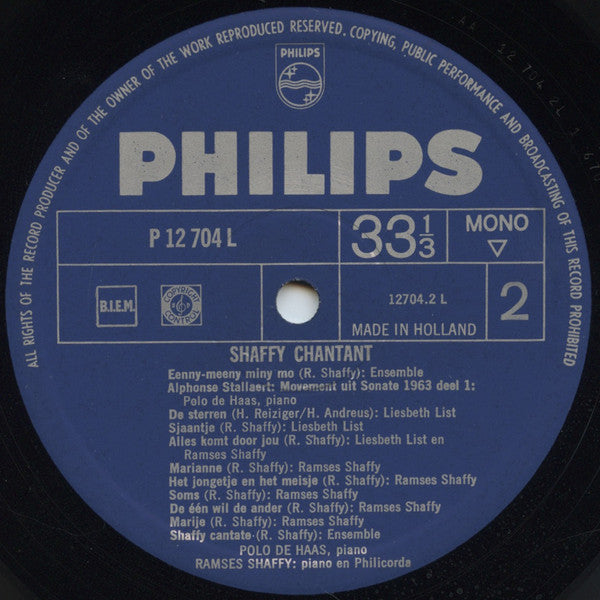 ALL RIGHTS OF THE RECORD PRODUCER AND OF THE OWNER OF THE WORK REPRODUCED RESERVED. COPYING, PUBLIC PERFORMANCE AND BROADCASTING OF THIS RECORD PROHIBITED
PHILIPS
PHILIPS
P 12 704 L
33 1/3
MONO
▽
B.I.E.M.
COPYRIGHT CONTROL
12704.2 L
MADE IN HOLLAND
2
SHAFFY CHANTANT
Eenny-meeny miny mo (R. Shaffy): Ensemble
Alphonse Stallaert: Movement uit Sonate 1963 deel 1:
Polo de Haas, piano
De sterren (H. Reiziger/H. Andreus): Liesbeth List
Sjaantje (R. Shaffy): Liesbeth List
Alles komt door jou (R. Shaffy): Liesbeth List en
Ramses Shaffy
Marianne (R. Shaffy): Ramses Shaffy
Het jongetje en het meisje (R. Shaffy): Ramses Shaffy
Soms (R. Shaffy): Ramses Shaffy
De één wil de ander (R. Shaffy): Ramses Shaffy
Marije (R. Shaffy): Ramses Shaffy
Shaffy cantate (R. Shaffy): Ensemble
POLO DE HAAS, piano
RAMSES SHAFFY: piano en Philicorda